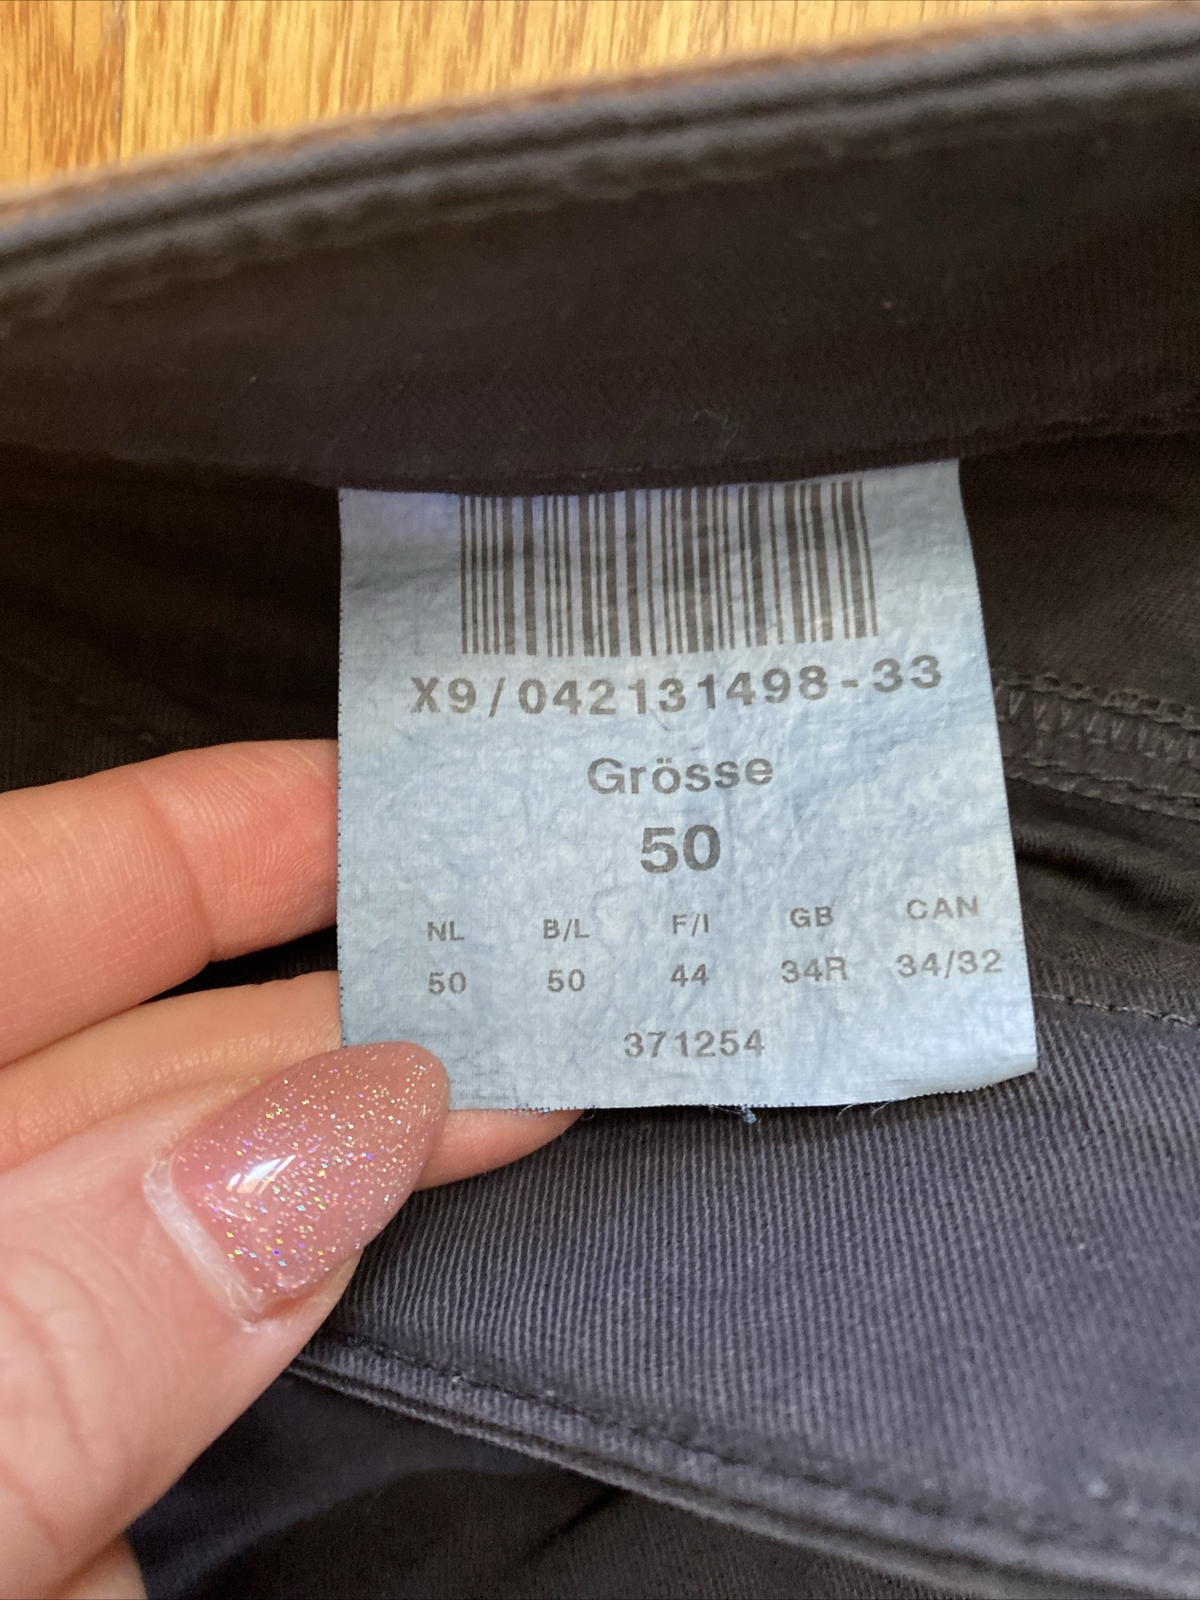 X9/042131498-33
Grösse
50
NL B/L F/I GB CAN
50 50 44 34R 34/32
371254